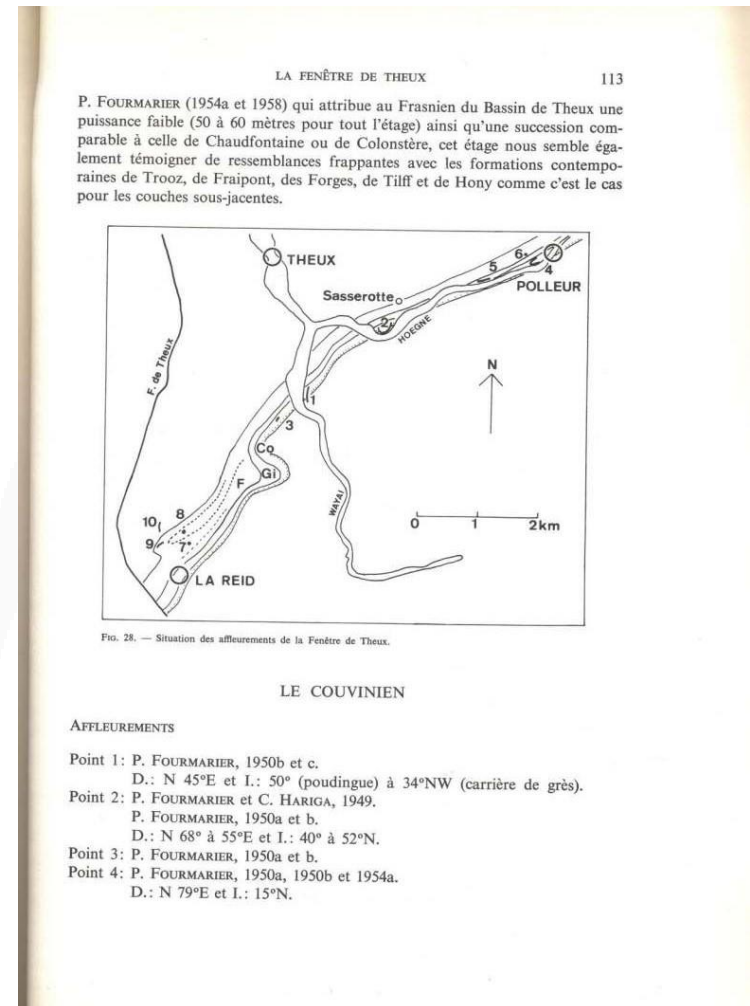 LA FENÊTRE DE THEUX 113
P. FOURMARIER (1954a et 1958) qui attribue au Frasnien du Bassin de Theux une
puissance faible (50 à 60 mètres pour tout l'étage) ainsi qu'une succession com-
parable à celle de Chaudfontaine ou de Colonstère, cet étage nous semble éga-
lement témoigner de ressemblances frappantes avec les formations contempo-
raines de Trooz, de Fraipont, des Forges, de Tilff et de Hony comme c'est le cas
pour les couches sous-jacentes.
THEUX
6
5
4
POLLEUR
Sasserotte
2
HOEGNE
F. de Theux
N
1
3
Co
Gi
F
WAYAI
0 1 2km
8
10
9
7
LA REID
FIG. 28. — Situation des affleurements de la Fenêtre de Theux.
LE COUVINIEN
AFFLEUREMENTS
Point 1: P. FOURMARIER, 1950b et c.
D.: N 45°E et I.: 50° (poudingue) à 34°NW (carrière de grès).
Point 2: P. FOURMARIER et C. HARIGA, 1949.
P. FOURMARIER, 1950a et b.
D.: N 68° à 55°E et I.: 40° à 52°N.
Point 3: P. FOURMARIER, 1950a et b.
Point 4: P. FOURMARIER, 1950a, 1950b et 1954a.
D.: N 79°E et I.: 15°N.